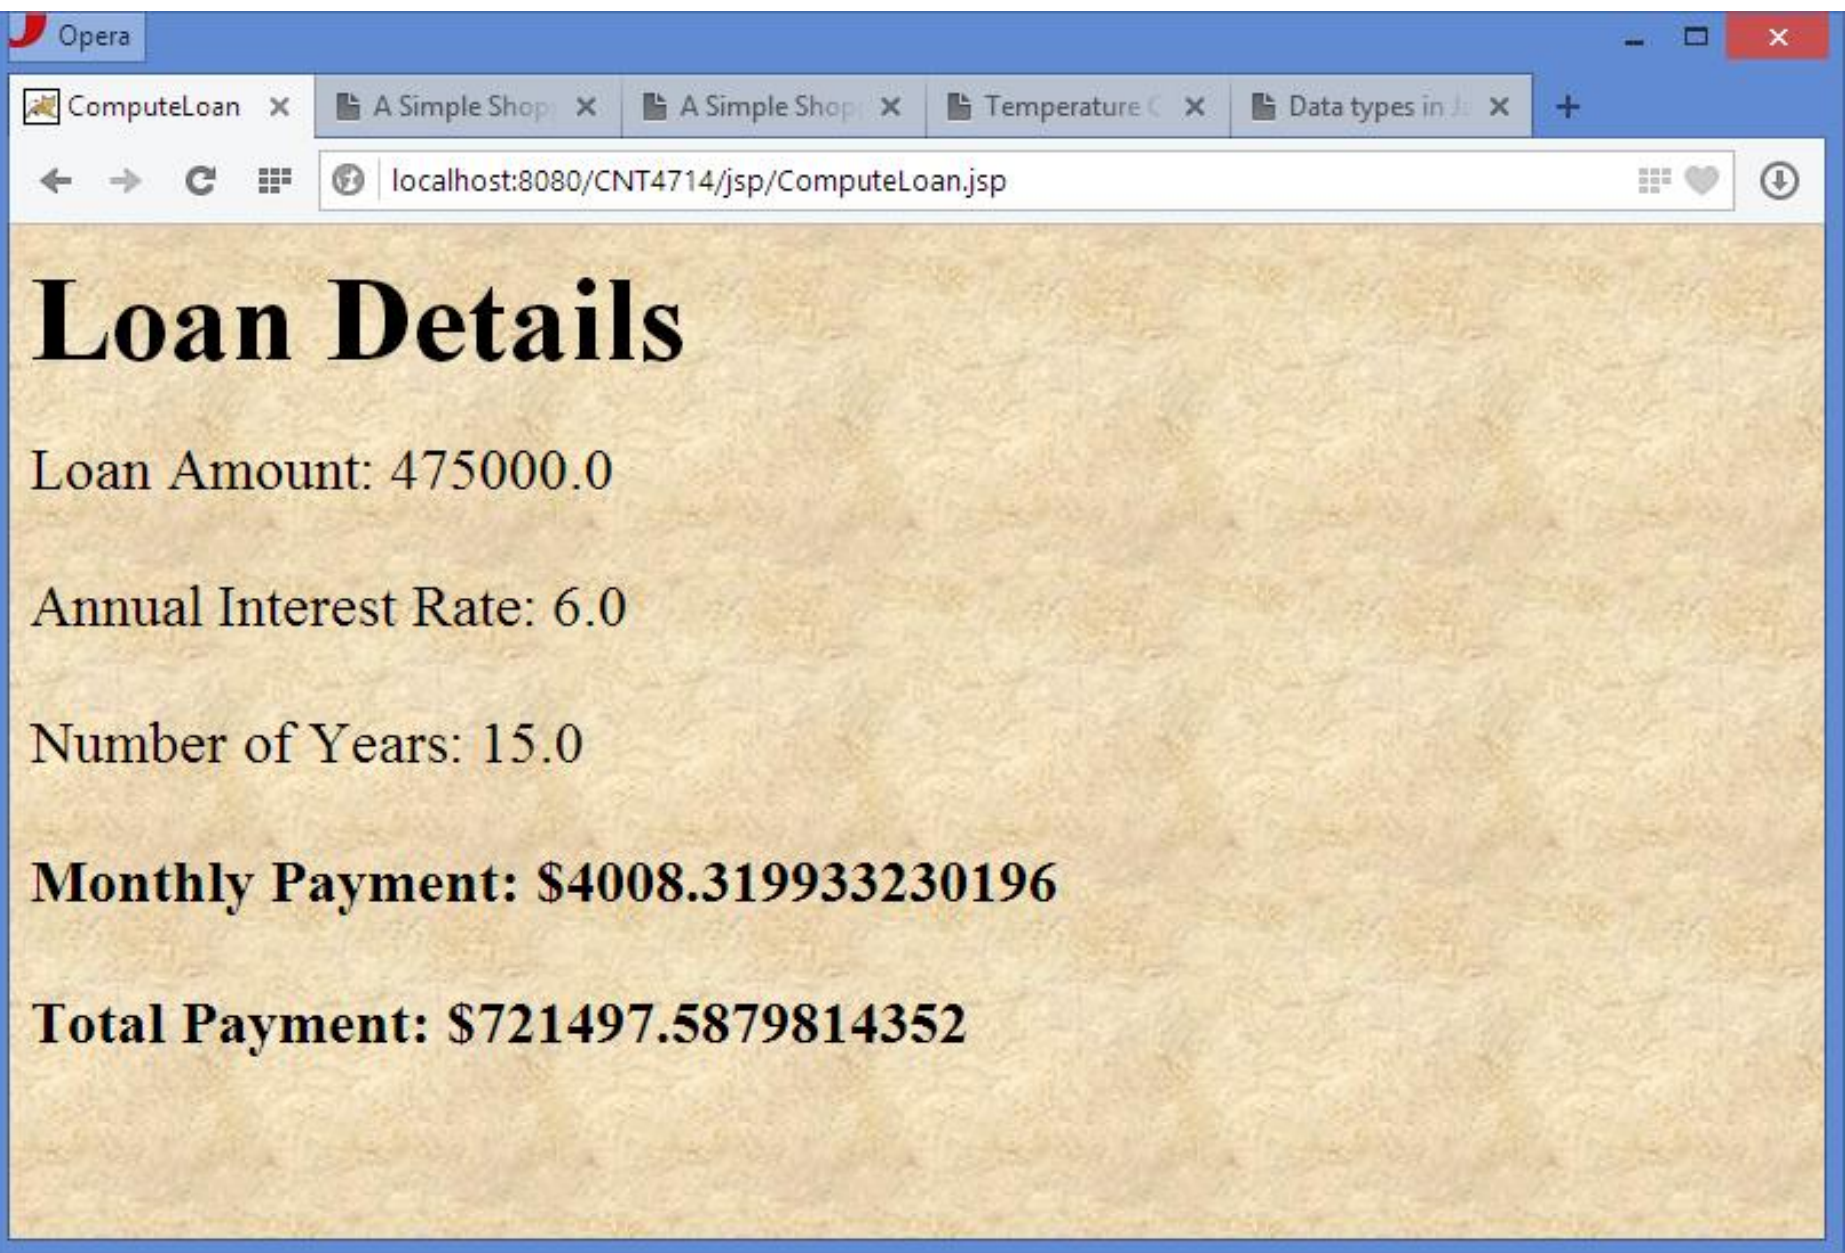 Opera
ComputeLoan
A Simple Shop
A Simple Shop
Temperature
Data types in
localhost:8080/CNT4714/jsp/ComputeLoan.jsp
Loan Details
Loan Amount: 475000.0
Annual Interest Rate: 6.0
Number of Years: 15.0
Monthly Payment: $4008.319933230196
Total Payment: $721497.5879814352